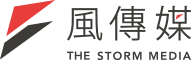 風傳媒
THE STORM MEDIA